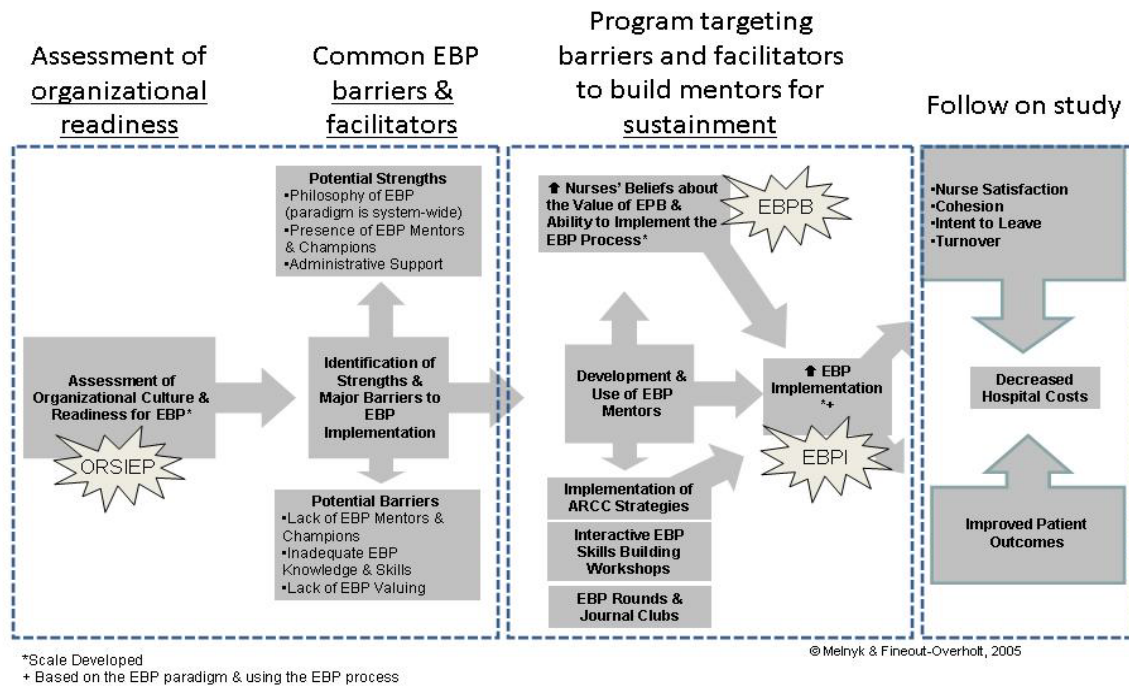 Assessment of
organizational
readiness
Common EBP
barriers &
facilitators
Program targeting
barriers and facilitators
to build mentors for
sustainment
Follow on study
Assessment of
Organizational Culture &
Readiness for EBP*
ORSIEP
Potential Strengths
•Philosophy of EBP
(paradigm is system-wide)
•Presence of EBP Mentors
& Champions
•Administrative Support
Identification of
Strengths &
Major Barriers to
EBP
Implementation
Potential Barriers
•Lack of EBP Mentors &
Champions
•Inadequate EBP
Knowledge & Skills
•Lack of EBP Valuing
⬆ Nurses' Beliefs about
the Value of EPB &
Ability to Implement the
EBP Process*
EBPB
Development &
Use of EBP
Mentors
⬆ EBP
Implementation
*+
EBPI
Implementation of
ARCC Strategies
Interactive EBP
Skills Building
Workshops
EBP Rounds &
Journal Clubs
•Nurse Satisfaction
•Cohesion
•Intent to Leave
•Turnover
Decreased
Hospital Costs
Improved Patient
Outcomes
© Melnyk & Fineout-Overholt, 2005
*Scale Developed
+ Based on the EBP paradigm & using the EBP process